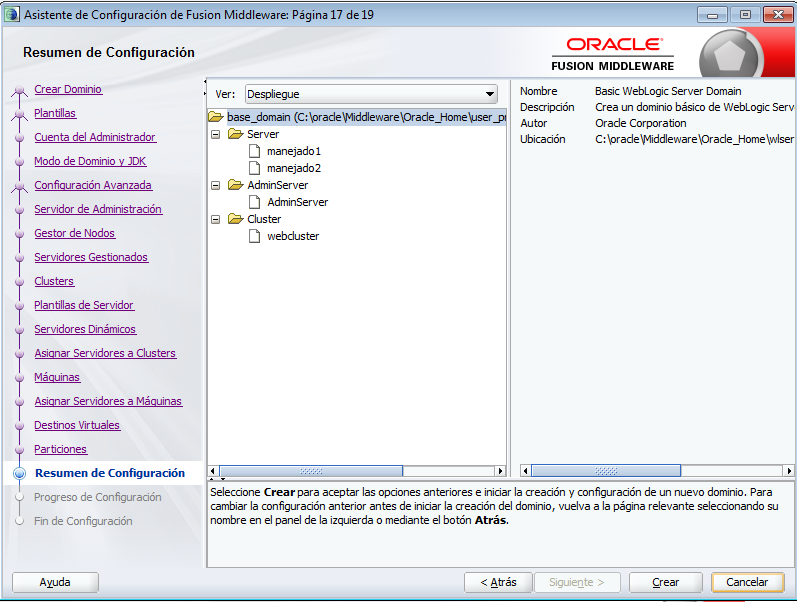 Asistente de Configuración de Fusion Middleware: Página 17 de 19
Resumen de Configuración
ORACLE
FUSION MIDDLEWARE
Crear Dominio
Plantillas
Cuenta del Administrador
Modo de Dominio y JDK
Configuración Avanzada
Servidor de Administración
Gestor de Nodos
Servidores Gestionados
Clusters
Plantillas de Servidor
Servidores Dinámicos
Asignar Servidores a Clusters
Máquinas
Asignar Servidores a Máquinas
Destinos Virtuales
Particiones
Resumen de Configuración
Progreso de Configuración
Fin de Configuración
Ver: Despliegue
base_domain (C:\oracle\Middleware\Oracle_Home\user_pr
Server
manejado1
manejado2
AdminServer
AdminServer
Cluster
webcluster
Nombre Basic WebLogic Server Domain
Descripción Crea un dominio básico de WebLogic Serv
Autor Oracle Corporation
Ubicación C:\oracle\Middleware\Oracle_Home\wlser
Seleccione Crear para aceptar las opciones anteriores e iniciar la creación y configuración de un nuevo dominio. Para
cambiar la configuración anterior antes de iniciar la creación del dominio, vuelva a la página relevante seleccionando su
nombre en el panel de la izquierda o mediante el botón Atrás.
Ayuda
< Atrás
Siguiente >
Crear
Cancelar